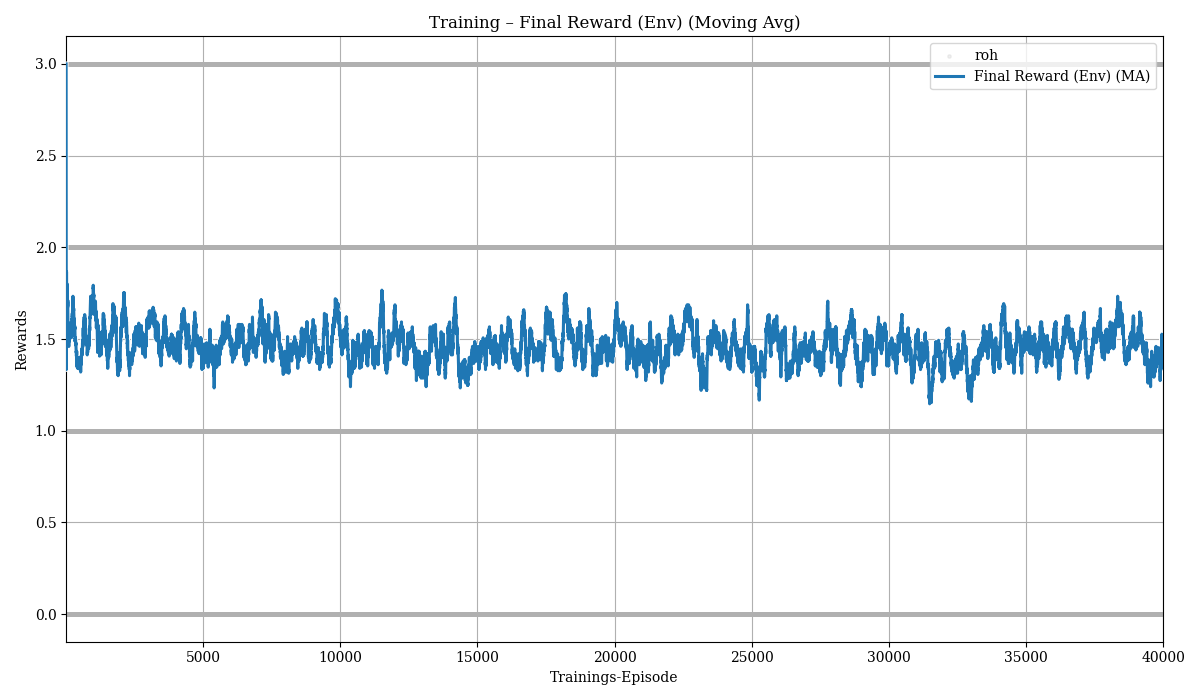 Training – Final Reward (Env) (Moving Avg)
roh
Final Reward (Env) (MA)
3.0
2.5
2.0
1.5
1.0
0.5
0.0
Rewards
5000 10000 15000 20000 25000 30000 35000 40000
Trainings-Episode